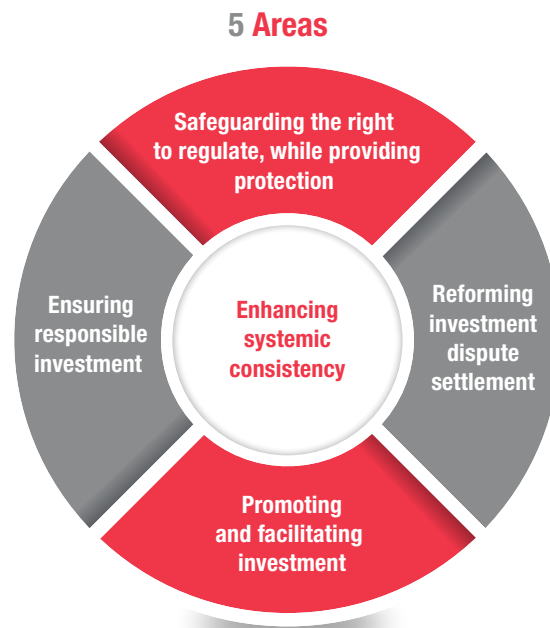 5 Areas
Safeguarding the right
to regulate, while providing
protection
Ensuring
responsible
investment
Enhancing
systemic
consistency
Reforming
investment
dispute
settlement
Promoting
and facilitating
investment